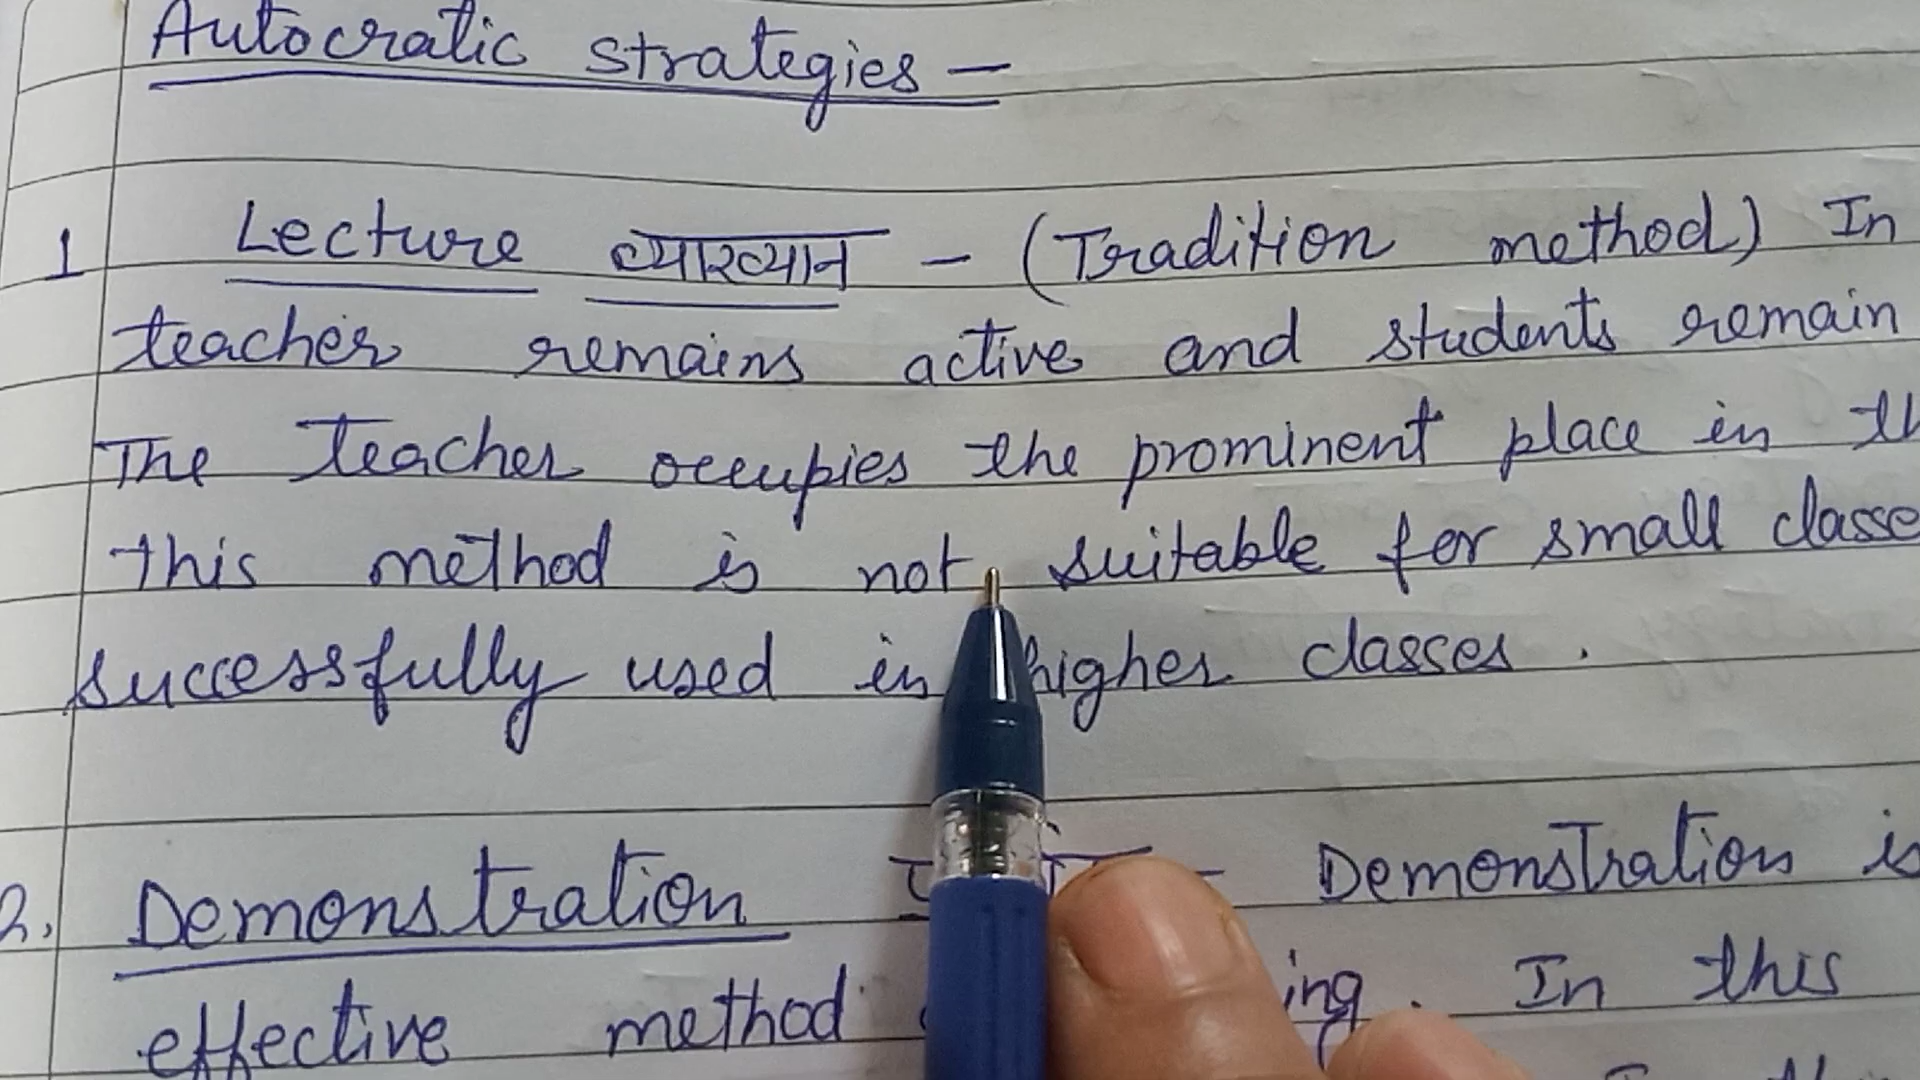 Autocratic strategies -
1 Lecture व्याख्यान - (Tradition method) In
teacher remains active and students remain
The Teacher occupies the prominent place in
this method is not suitable for small
successfully used in higher classes.
2. Demonstration - Demonstration is
effective method . In this